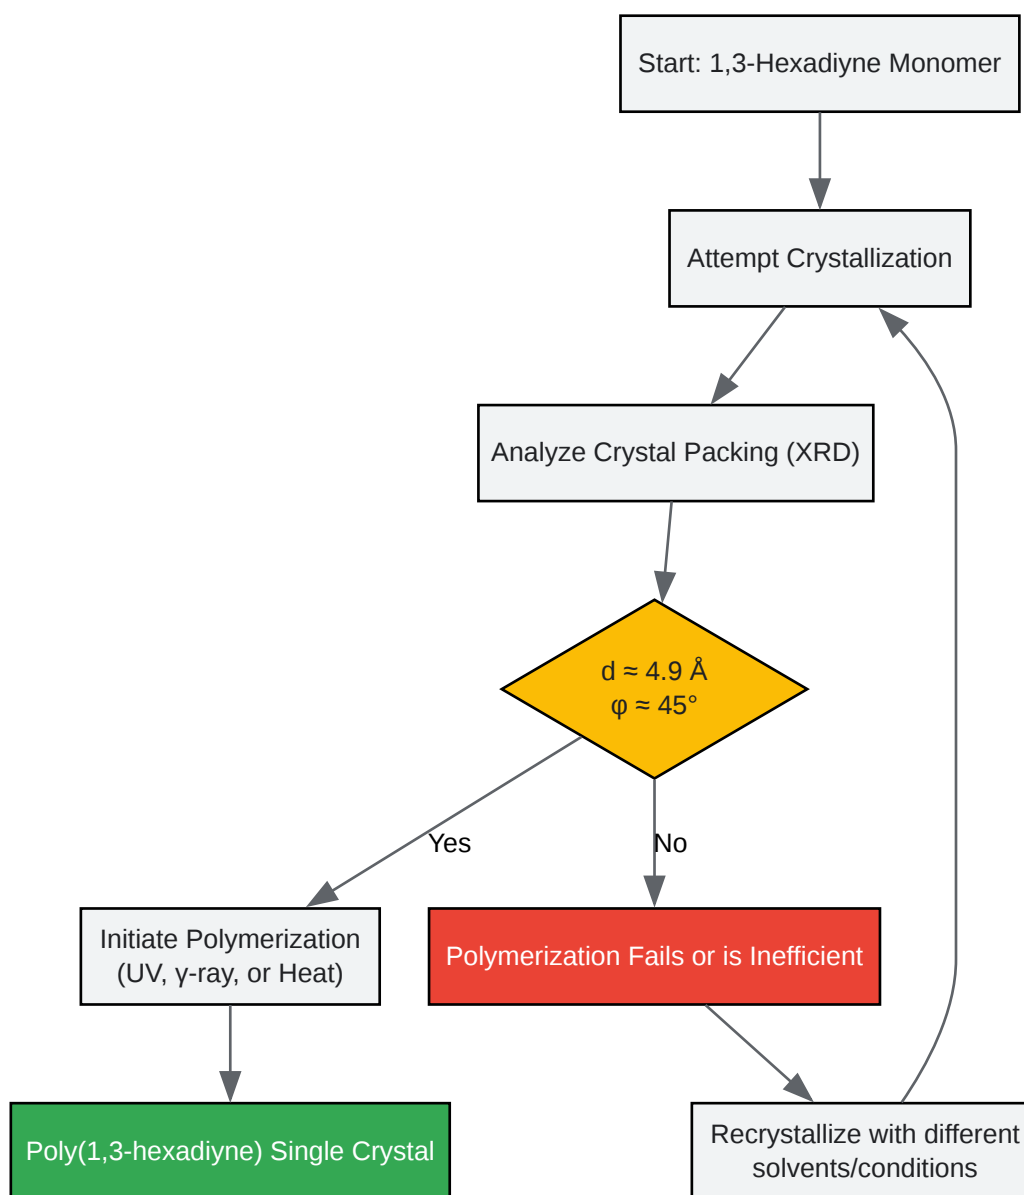 Start: 1,3-Hexadiyne Monomer
Attempt Crystallization
Analyze Crystal Packing (XRD)
d ≈ 4.9 Å
φ ≈ 45°
Yes
No
Initiate Polymerization
(UV, γ-ray, or Heat)
Polymerization Fails or is Inefficient
Poly(1,3-hexadiyne) Single Crystal
Recrystallize with different
solvents/conditions